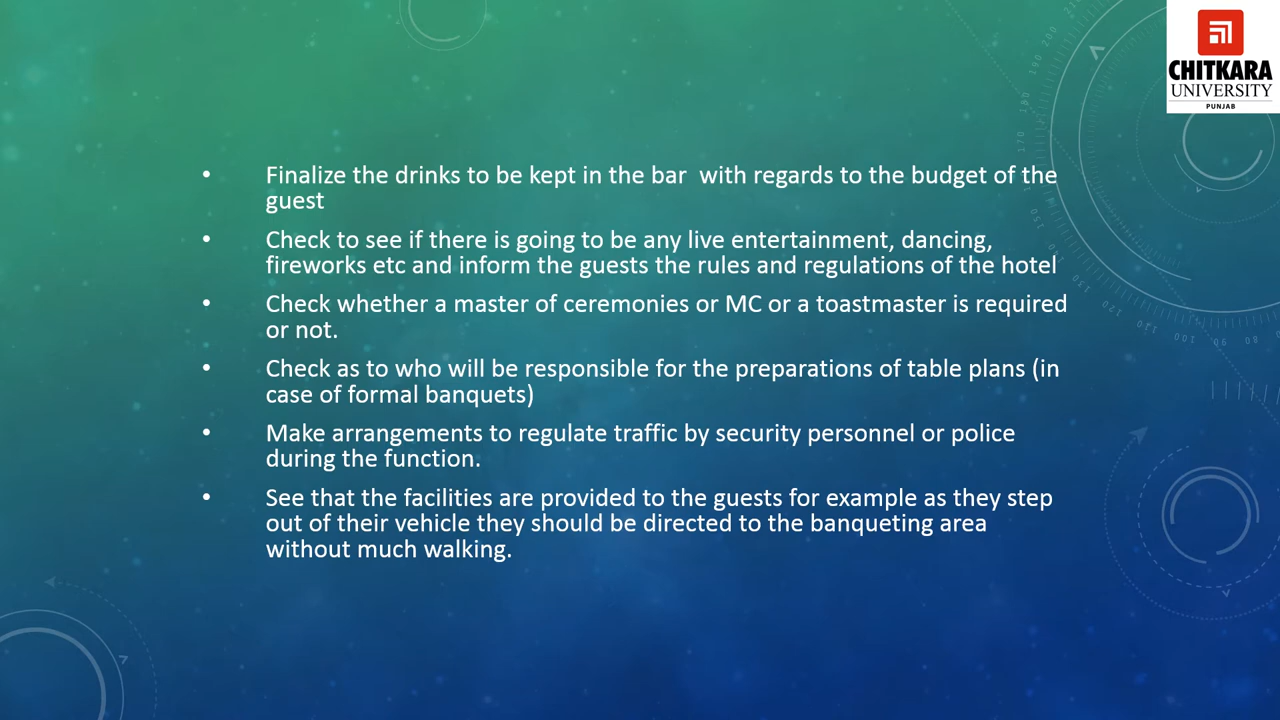 CHITKARA
UNIVERSITY
PUNJAB
• Finalize the drinks to be kept in the bar  with regards to the budget of the
guest
• Check to see if there is going to be any live entertainment, dancing,
fireworks etc and inform the guests the rules and regulations of the hotel
• Check whether a master of ceremonies or MC or a toastmaster is required
or not.
• Check as to who will be responsible for the preparations of table plans (in
case of formal banquets)
• Make arrangements to regulate traffic by security personnel or police
during the function.
• See that the facilities are provided to the guests for example as they step
out of their vehicle they should be directed to the banqueting area
without much walking.